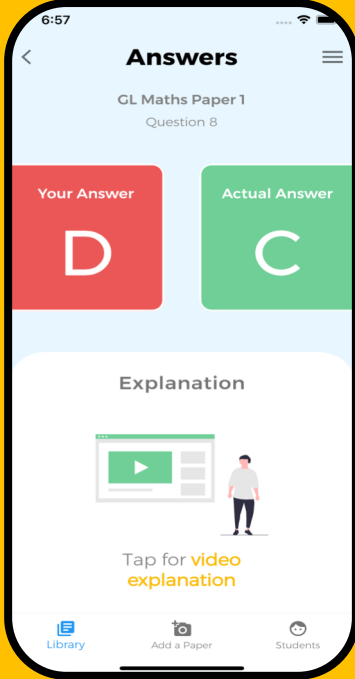 6:57
Answers
GL Maths Paper 1
Question 8
Your Answer
Actual Answer
D
C
Explanation
Tap for video
explanation
Library
Add a Paper
Students